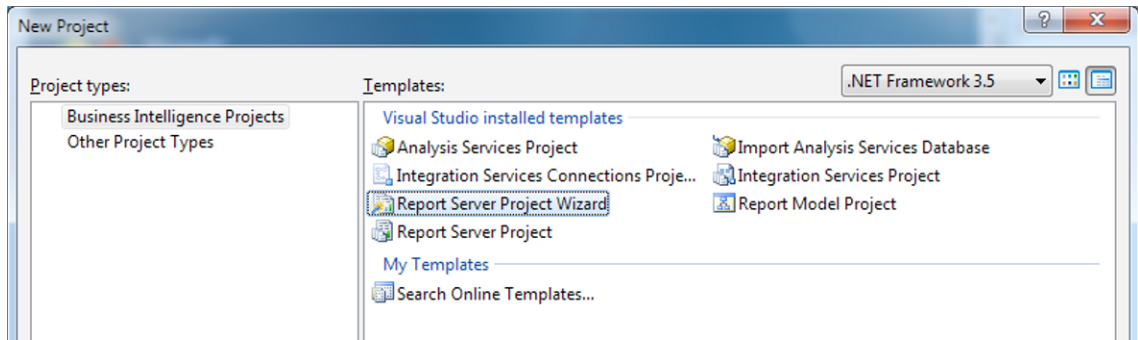 New Project
Project types:
Templates:
.NET Framework 3.5
Business Intelligence Projects
Other Project Types
Visual Studio installed templates
Analysis Services Project
Import Analysis Services Database
Integration Services Connections Proje...
Integration Services Project
Report Server Project Wizard
Report Model Project
Report Server Project
My Templates
Search Online Templates...